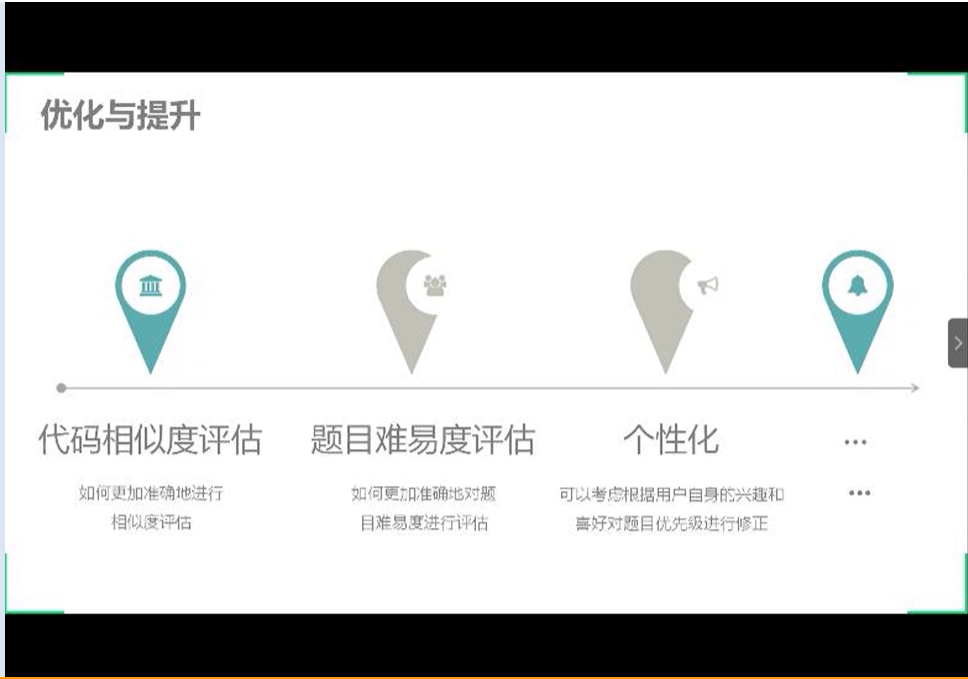 优化与提升
代码相似度评估
题目难易度评估
个性化
...
如何更加准确地进行
相似度评估
如何更加准确地对题
目难易度进行评估
可以考虑根据用户自身的兴趣和
喜好对题目优先级进行修正
...